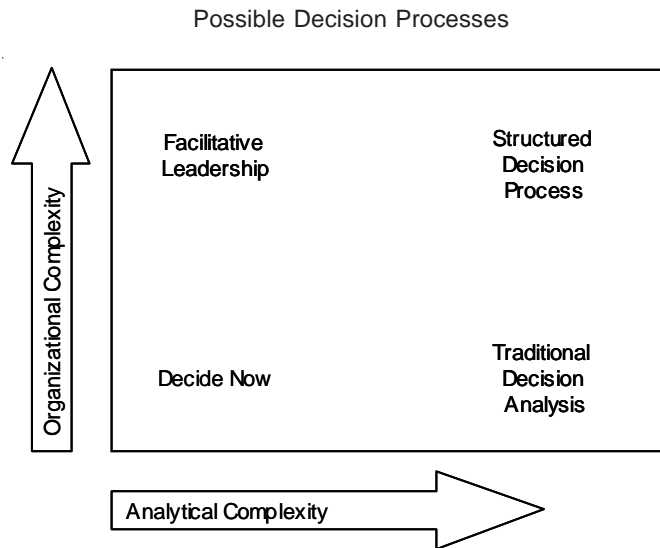 Possible Decision Processes
Facilitative
Leadership
Structured
Decision
Process
Organizational Complexity
Decide Now
Traditional
Decision
Analysis
Analytical Complexity